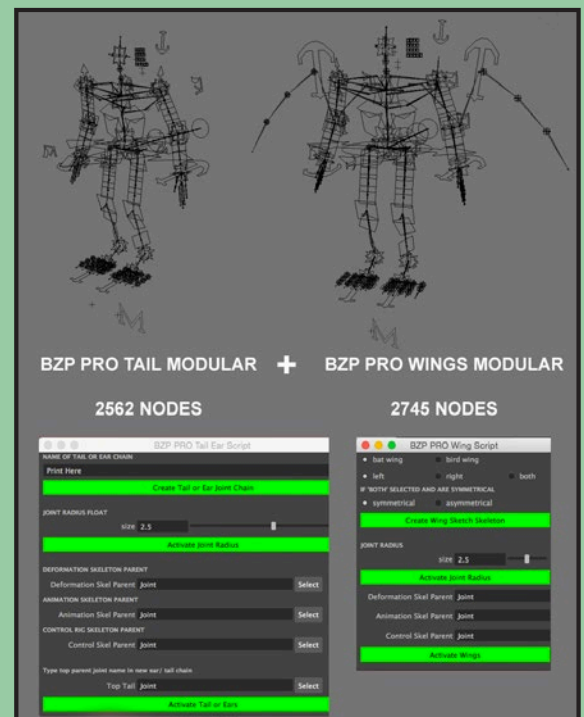 BZP PRO TAIL MODULAR + BZP PRO WINGS MODULAR
2562 NODES
2745 NODES
BZP PRO Tail Ear Script
NAME OF TAIL OR EAR CHAIN
Print Here
Create Tail or Ear Joint Chain
JOINT RADIUS FLOAT
size 2.5
Activate Joint Radius
DEFORMATION SKELETON PARENT
Deformation Skel Parent Joint Select
ANIMATION SKELETON PARENT
Animation Skel Parent Joint Select
CONTROL RIG SKELETON PARENT
Control Skel Parent Joint Select
Type top parent joint name in new ear/ tail chain
Top Tail Joint Select
Activate Tail or Ears
BZP PRO Wing Script
bat wing bird wing
left right both
IF 'BOTH' SELECTED AND ARE SYMMETRICAL
symmetrical asymmetrical
Create Wing Sketch Skeleton
JOINT RADIUS
size 2.5
Activate Joint Radius
Deformation Skel Parent Joint
Animation Skel Parent Joint
Control Skel Parent Joint
Activate Wings
M
M
M